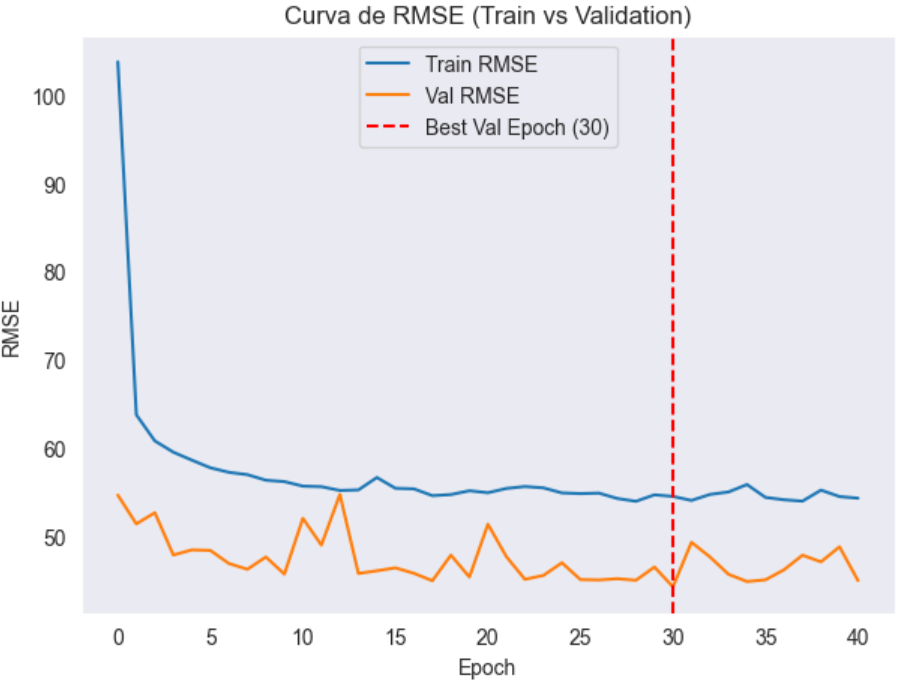 Curva de RMSE (Train vs Validation)
Train RMSE
Val RMSE
Best Val Epoch (30)
100
90
80
70
60
50
RMSE
0 5 10 15 20 25 30 35 40
Epoch